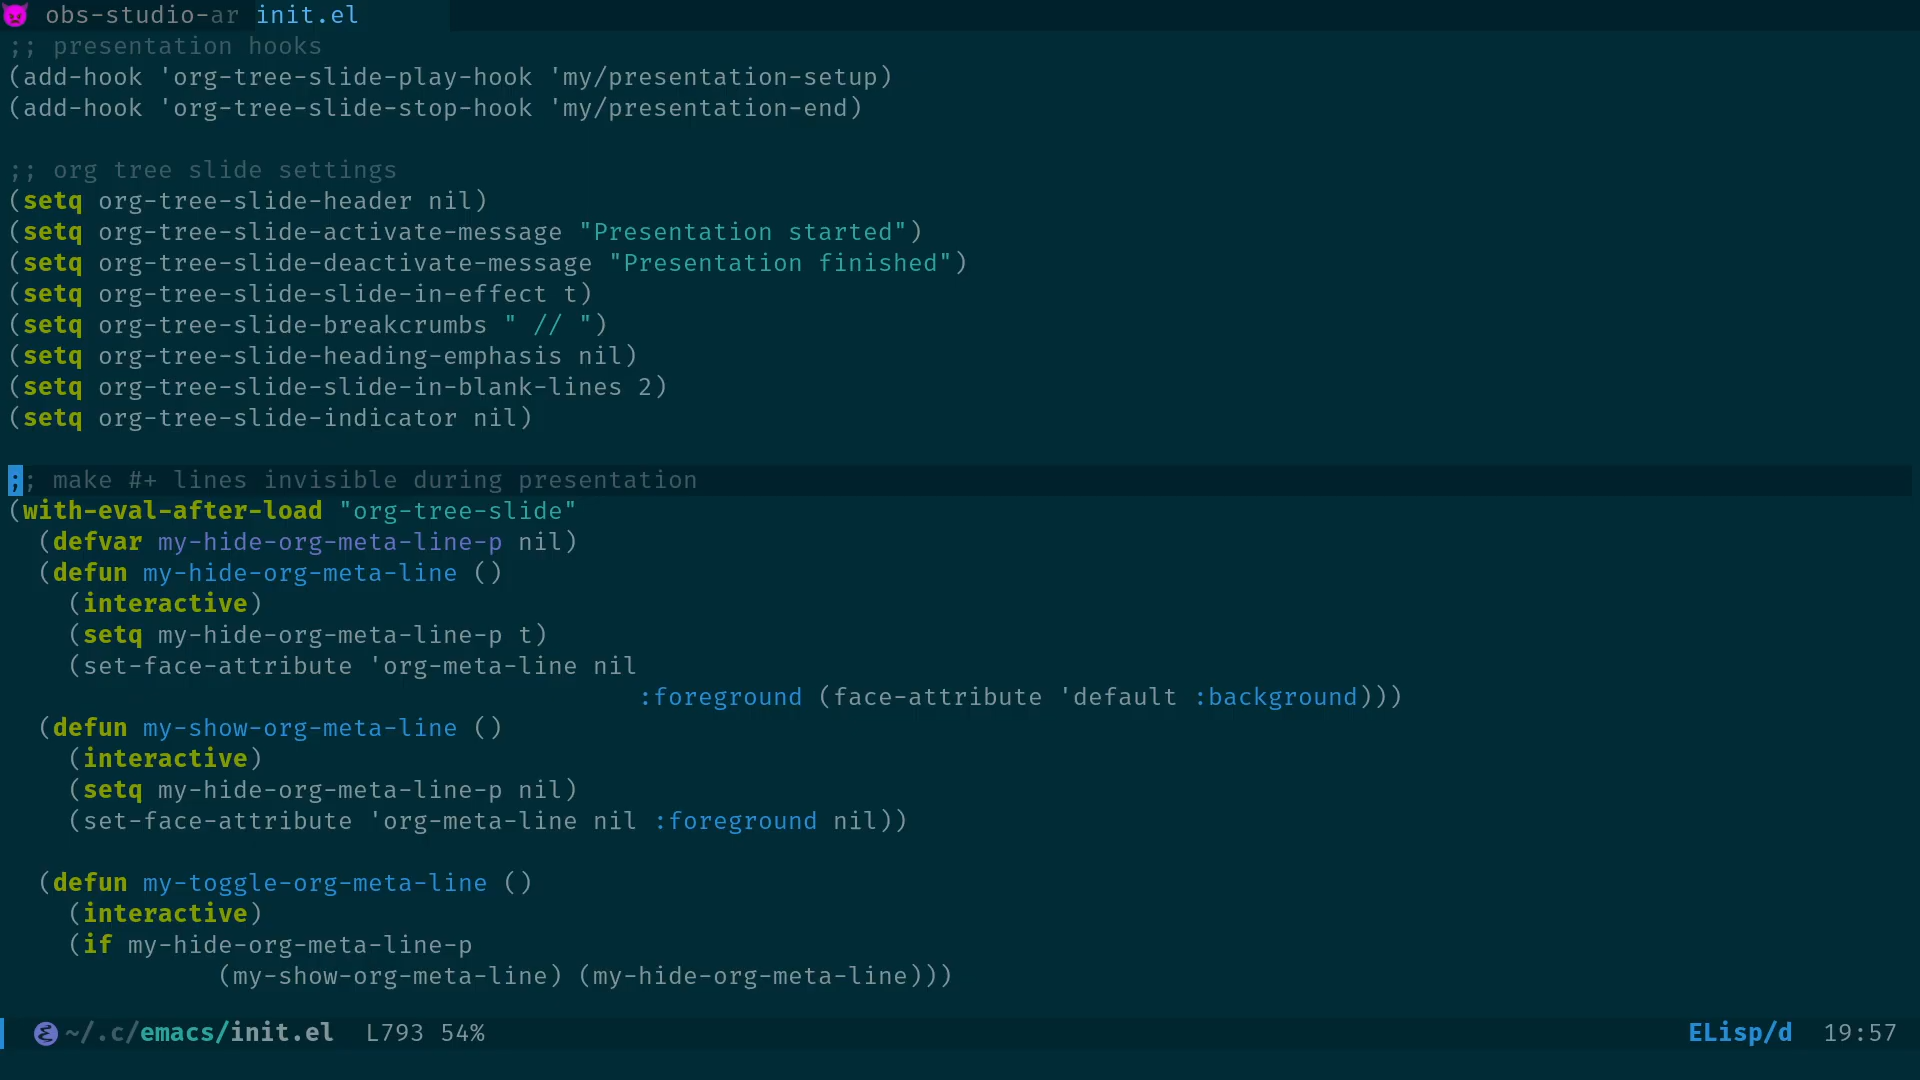 obs-studio-ar init.el
;; presentation hooks
(add-hook 'org-tree-slide-play-hook 'my/presentation-setup)
(add-hook 'org-tree-slide-stop-hook 'my/presentation-end)

;; org tree slide settings
(setq org-tree-slide-header nil)
(setq org-tree-slide-activate-message "Presentation started")
(setq org-tree-slide-deactivate-message "Presentation finished")
(setq org-tree-slide-slide-in-effect t)
(setq org-tree-slide-breakcrumbs " // ")
(setq org-tree-slide-heading-emphasis nil)
(setq org-tree-slide-slide-in-blank-lines 2)
(setq org-tree-slide-indicator nil)

;; make #+ lines invisible during presentation
(with-eval-after-load "org-tree-slide"
  (defvar my-hide-org-meta-line-p nil)
  (defun my-hide-org-meta-line ()
    (interactive)
    (setq my-hide-org-meta-line-p t)
    (set-face-attribute 'org-meta-line nil
                                          :foreground (face-attribute 'default :background)))
  (defun my-show-org-meta-line ()
    (interactive)
    (setq my-hide-org-meta-line-p nil)
    (set-face-attribute 'org-meta-line nil :foreground nil))

  (defun my-toggle-org-meta-line ()
    (interactive)
    (if my-hide-org-meta-line-p
              (my-show-org-meta-line) (my-hide-org-meta-line)))
~/.c/emacs/init.el  L793 54%  ELisp/d  19:57